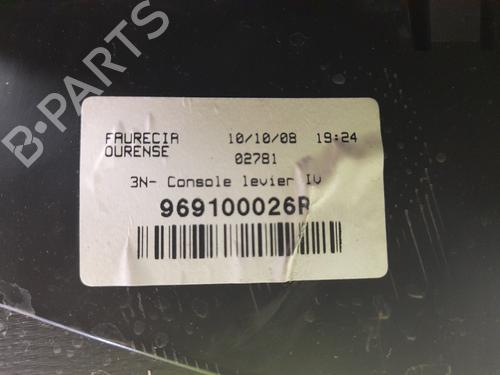 B-PARTS
FAURECIA 10/10/08 19:24
OURENSE 02781
3N- Console levier IV
969100026R